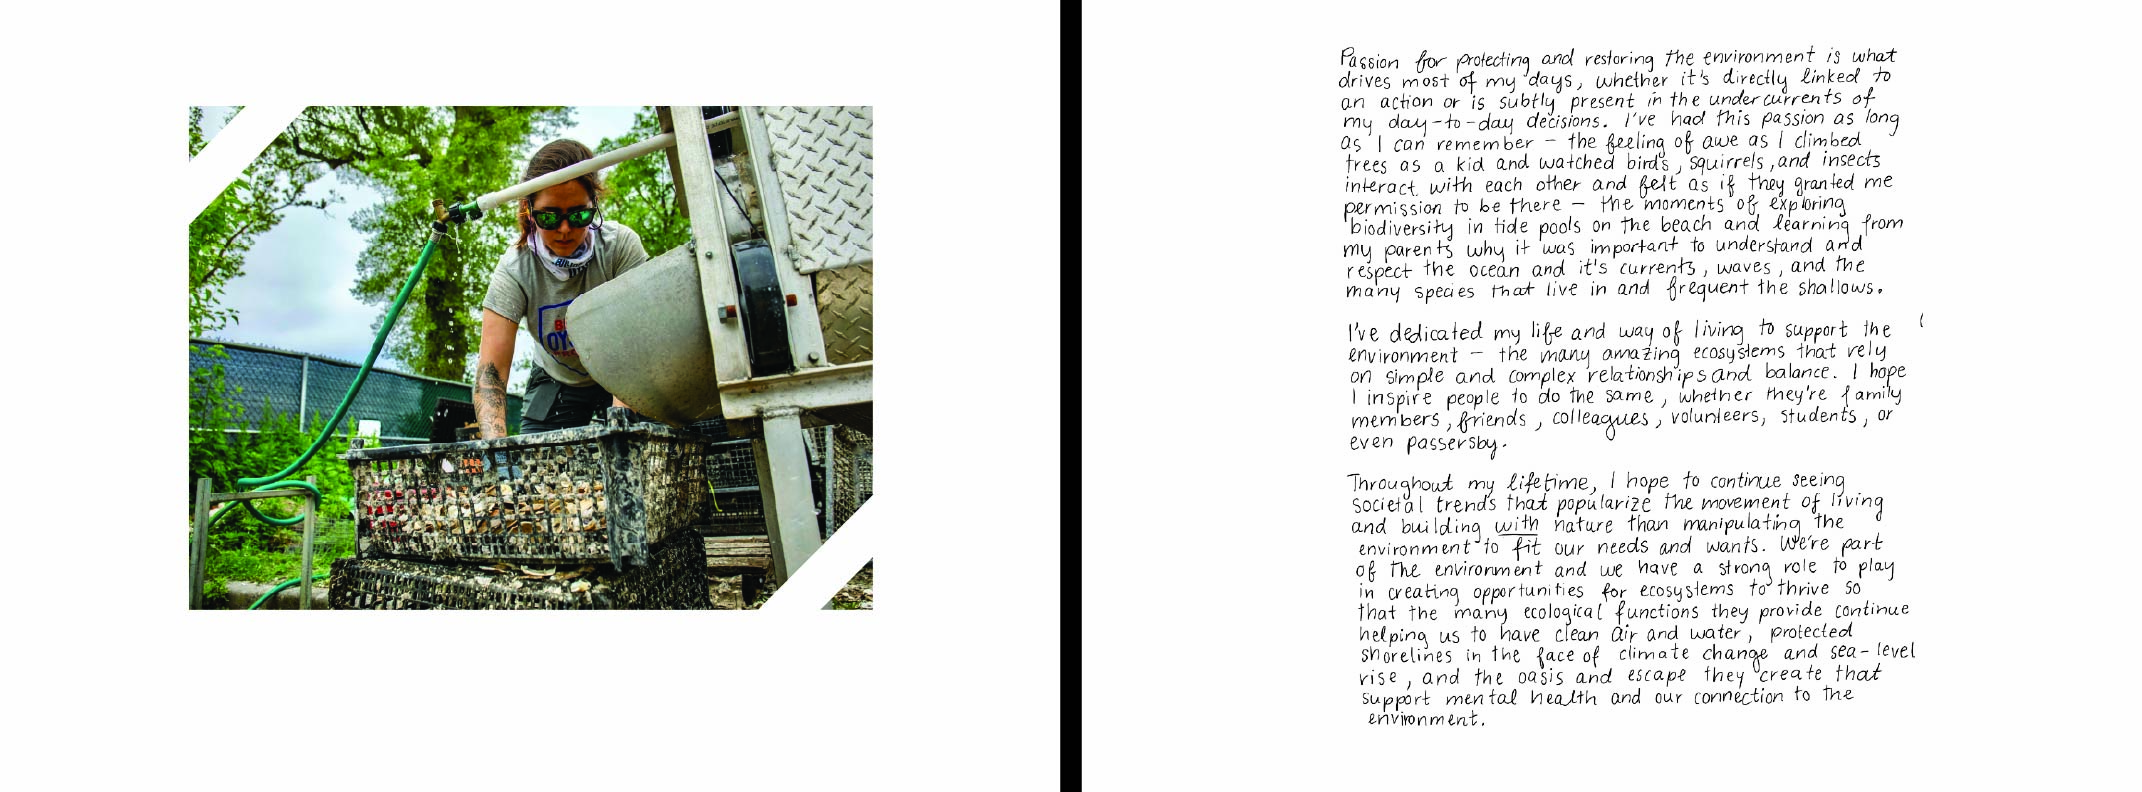 B
OY
Passion for protecting and restoring the environment is what
drives most of my days, whether it's directly linked to
an action or is subtly present in the undercurrents of
my day-to-day decisions. I've had this passion as long
as I can remember – the feeling of awe as I climbed
trees as a kid and watched birds, squirrels, and insects
interact with each other and felt as if they granted me
permission to be there – the moments of exploring
biodiversity in tide pools on the beach and learning from
my parents why it was important to understand and
respect the ocean and it's currents, waves, and the
many species that live in and frequent the shallows.
I've dedicated my life and way of living to support the
environment – the many amazing ecosystems that rely
on simple and complex relationships and balance. I hope
I inspire people to do the same, whether they're family
members, friends, colleagues, volunteers, students, or
even passersby.
Throughout my lifetime, I hope to continue seeing
societal trends that popularize the movement of living
and building with nature than manipulating the
environment to fit our needs and wants. We're part
of the environment and we have a strong role to play
in creating opportunities for ecosystems to thrive so
that the many ecological functions they provide continue
helping us to have clean air and water, protected
shorelines in the face of climate change and sea-level
rise, and the oasis and escape they create that
support mental health and our connection to the
environment.